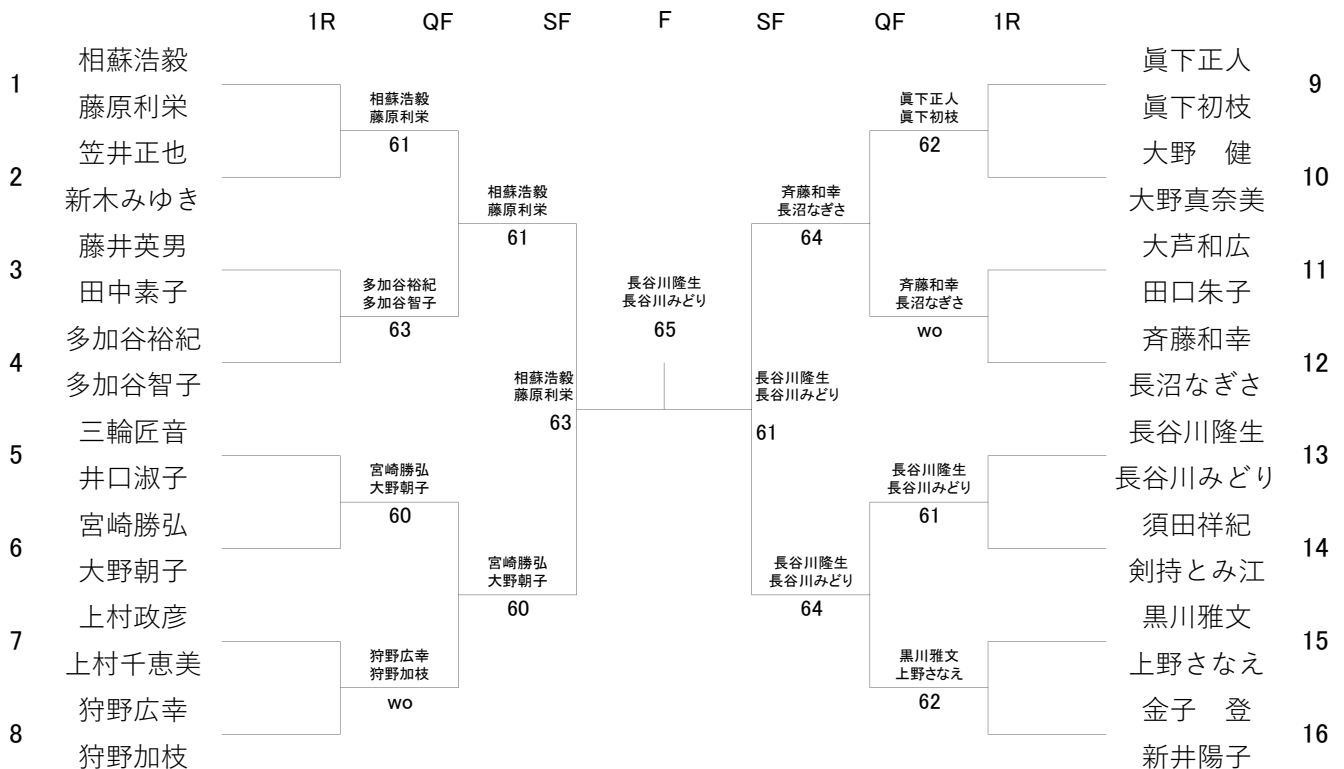 1R QF SF F SF QF 1R
相蘇浩毅
1
藤原利栄
笠井正也
2
新木みゆき
藤井英男
3
田中素子
多加谷裕紀
4
多加谷智子
三輪匠音
5
井口淑子
宮崎勝弘
6
大野朝子
上村政彦
7
上村千恵美
狩野広幸
8
狩野加枝
相蘇浩毅
藤原利栄
61
多加谷裕紀
多加谷智子
63
宮崎勝弘
大野朝子
60
狩野広幸
狩野加枝
wo
相蘇浩毅
藤原利栄
61
宮崎勝弘
大野朝子
60
相蘇浩毅
藤原利栄
63
長谷川隆生
長谷川みどり
65
長谷川隆生
長谷川みどり
61
斉藤和幸
長沼なぎさ
64
長谷川隆生
長谷川みどり
64
眞下正人
眞下初枝
62
斉藤和幸
長沼なぎさ
wo
長谷川隆生
長谷川みどり
61
黒川雅文
上野さなえ
62
眞下正人
9
眞下初枝
大野　健
10
大野真奈美
大芦和広
11
田口朱子
斉藤和幸
12
長沼なぎさ
長谷川隆生
13
長谷川みどり
須田祥紀
14
剣持とみ江
黒川雅文
15
上野さなえ
金子　登
16
新井陽子